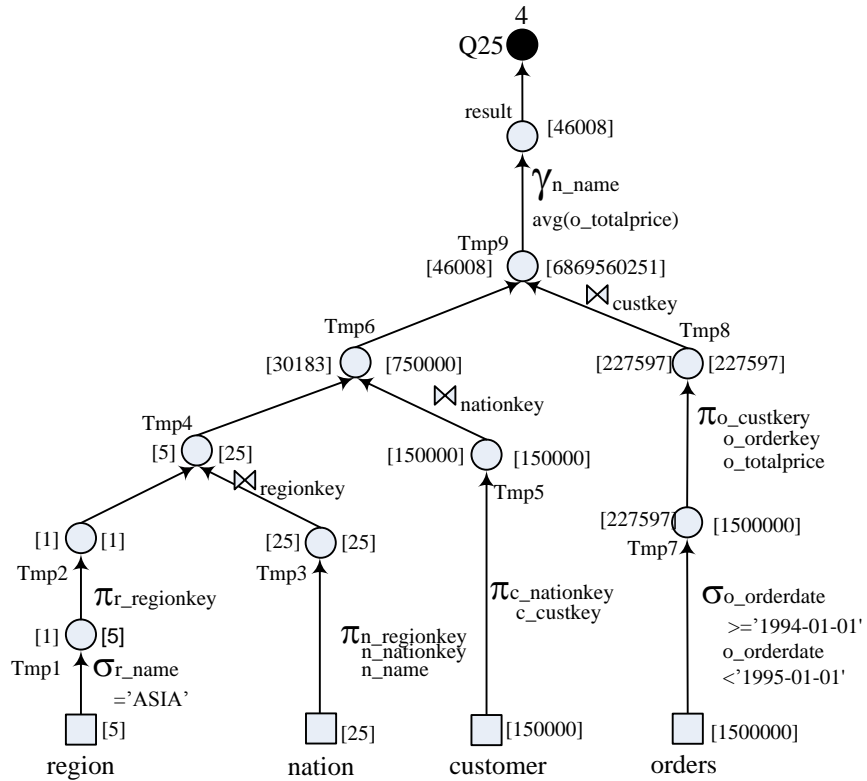 4
Q25
result
[46008]
γn_name
avg(o_totalprice)
Tmp9
[46008] [6869560251]
⋈custkey
Tmp6
Tmp8
[30183] [750000]
[227597] [227597]
⋈nationkey
Tmp4
πo_custkery
o_orderkey
o_totalprice
[5] [25]
[150000] [150000]
⋈regionkey
Tmp5
[227597] [1500000]
[1] [1]
[25] [25]
Tmp7
Tmp2
Tmp3
πr_regionkey
πc_nationkey
c_custkey
σo_orderdate
>='1994-01-01'
o_orderdate
<'1995-01-01'
[1] [5]
πn_regionkey
n_nationkey
n_name
Tmp1
σr_name
='ASIA'
[5]
[25]
[150000]
[1500000]
region
nation
customer
orders